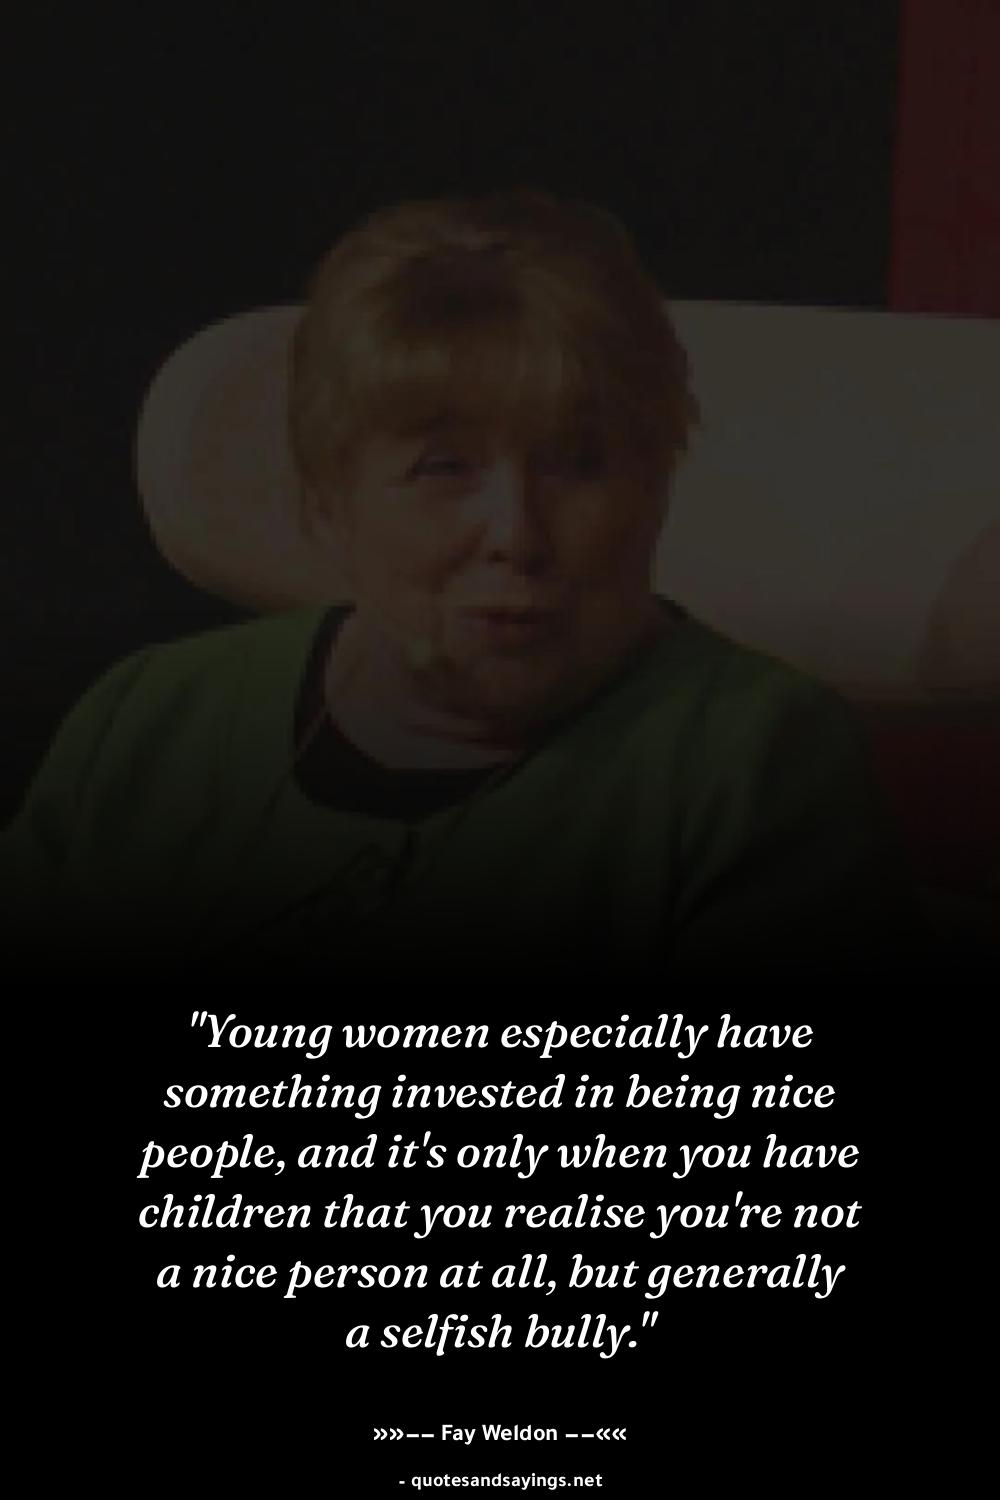 "Young women especially have
something invested in being nice
people, and it's only when you have
children that you realise you're not
a nice person at all, but generally
a selfish bully."
»»—— Fay Weldon ——««
- quotesandsayings.net